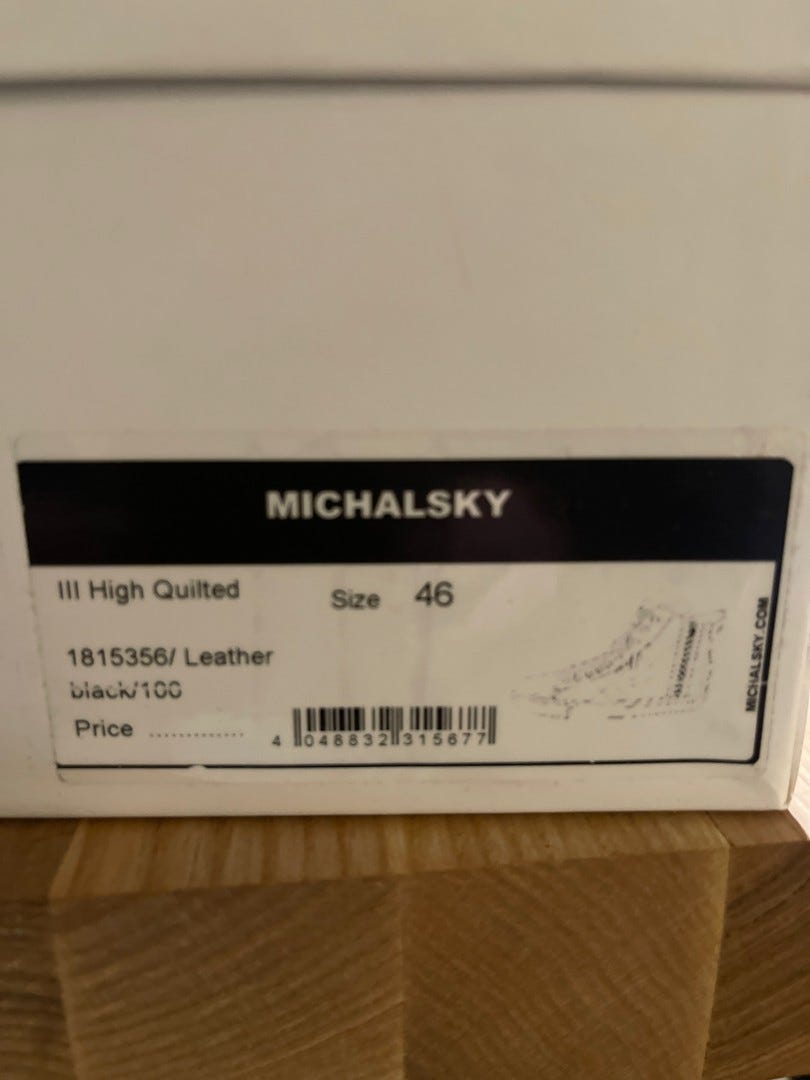 MICHALSKY
III High Quilted Size 46
1815356/ Leather
black/100
Price .............
4 048832 315677
MICHALSKY.COM